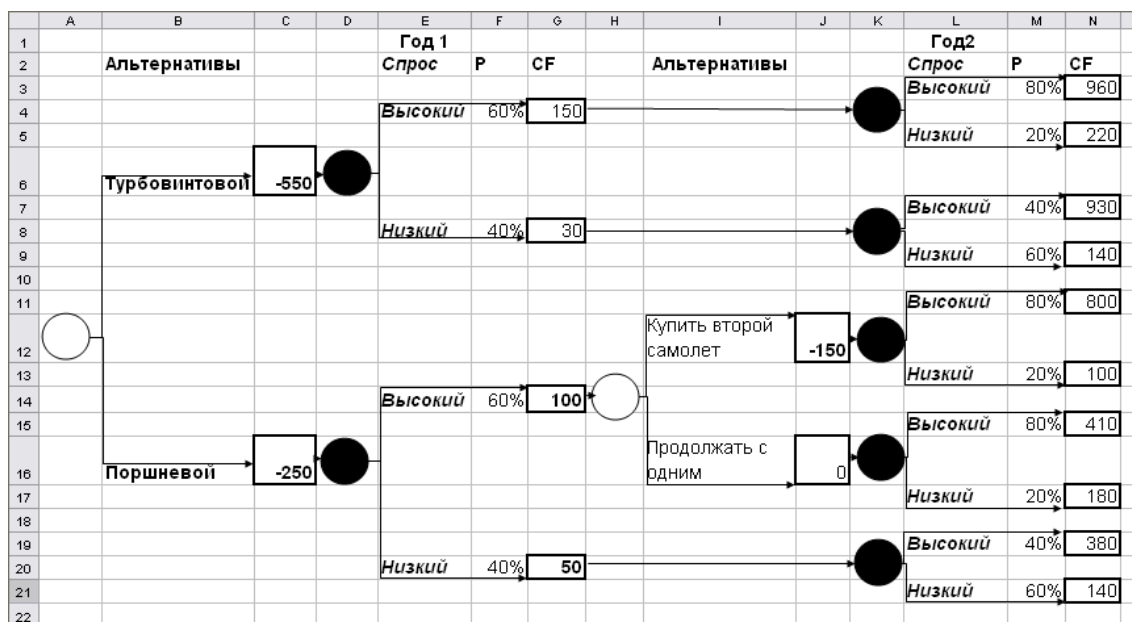 A B C D E F G H I J K L M N
1 Год 1 Год2
2 Альтернативы Спрос P CF Альтернативы Спрос P CF
3 Высокий 80% 960
4 Высокий 60% 150
5 Низкий 20% 220
6 Турбовинтовой -550
7 Высокий 40% 930
8 Низкий 40% 30
9 Низкий 60% 140
10
11 Высокий 80% 800
Купить второй
12 самолет -150
13 Низкий 20% 100
14 Высокий 60% 100
15 Высокий 80% 410
Продолжать с
16 Поршневой -250 одним 0
17 Низкий 20% 180
18
19 Высокий 40% 380
20 Низкий 40% 50
21 Низкий 60% 140
22